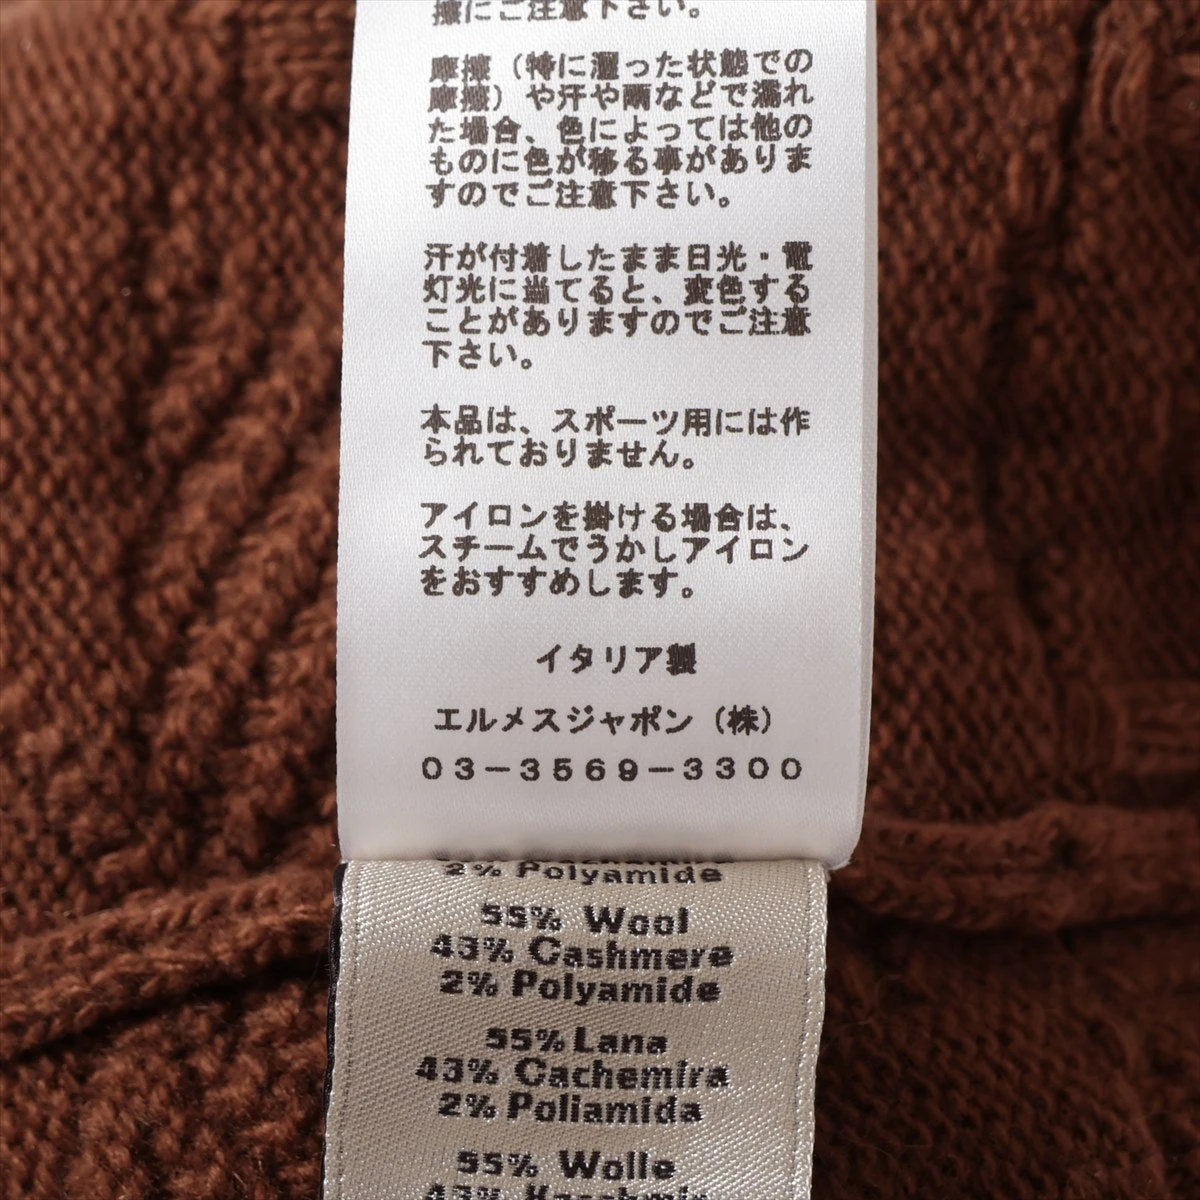 擦にご注意下さい。
摩擦（特に湿った状態での
摩擦）や汗や雨などで濡れ
た場合、色によっては他の
ものに色が移る事がありま
すのでご注意下さい。
汗が付着したまま日光・電
灯光に当てると、変色する
ことがありますのでご注意
下さい。
本品は、スポーツ用には作
られておりません。
アイロンを掛ける場合は、
スチームでうかしアイロン
をおすすめします。
イタリア製
エルメスジャポン（株）
03-3569-3300
2% Polyamide
55% Wool
43% Cashmere
2% Polyamide
55% Lana
43% Cachemira
2% Poliamida
55% Wolle
43% Kaschmir